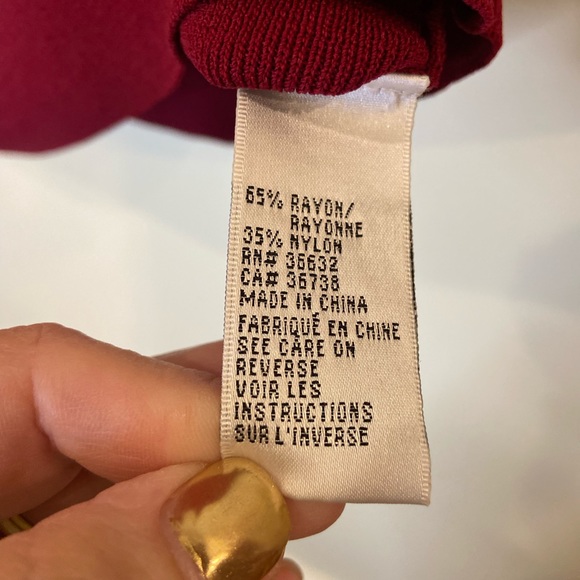 65% RAYON/
RAYONNE
35% NYLON
RN# 36632
CA# 36738
MADE IN CHINA
FABRIQUÉ EN CHINE
SEE CARE ON
REVERSE
VOIR LES
INSTRUCTIONS
SUR L'INVERSE